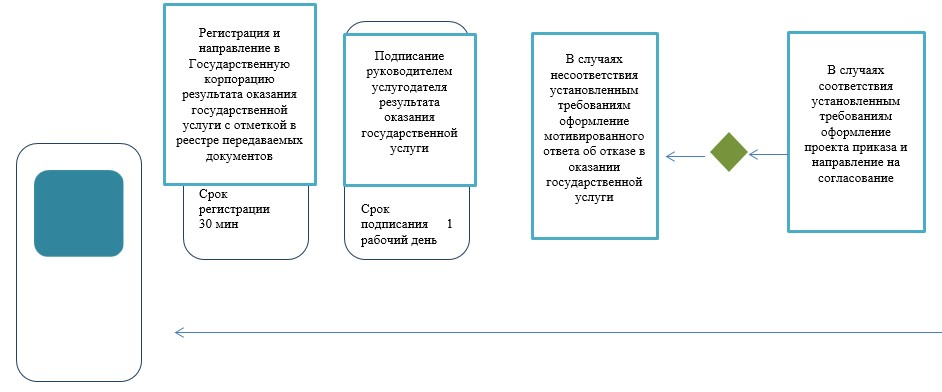 Регистрация и
направление в
Государственную
корпорацию
результата оказания
государственной
услуги с отметкой в
реестре передаваемых
документов
Срок
регистрации
30 мин
Подписание
руководителем
услугодателя
результата
оказания
государственной
услуги
Срок
подписания 1
рабочий день
В случаях
несоответствия
установленным
требованиям
оформление
мотивированного
ответа об отказе в
оказании
государственной
услуги
В случаях
соответствия
установленным
требованиям
оформление
проекта приказа и
направление на
согласование